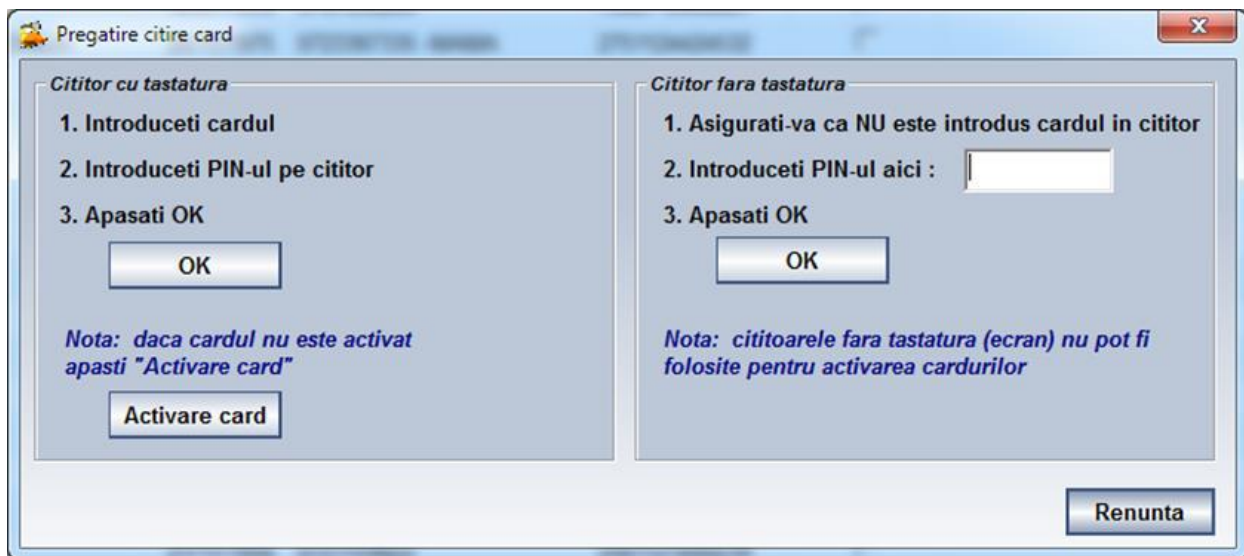 Pregatire citire card
Cititor cu tastatura
1. Introduceti cardul
2. Introduceti PIN-ul pe cititor
3. Apasati OK
OK
Nota: daca cardul nu este activat
apasti "Activare card"
Activare card
Cititor fara tastatura
1. Asigurati-va ca NU este introdus cardul in cititor
2. Introduceti PIN-ul aici :
3. Apasati OK
OK
Nota: cititoarele fara tastatura (ecran) nu pot fi
folosite pentru activarea cardurilor
Renunta